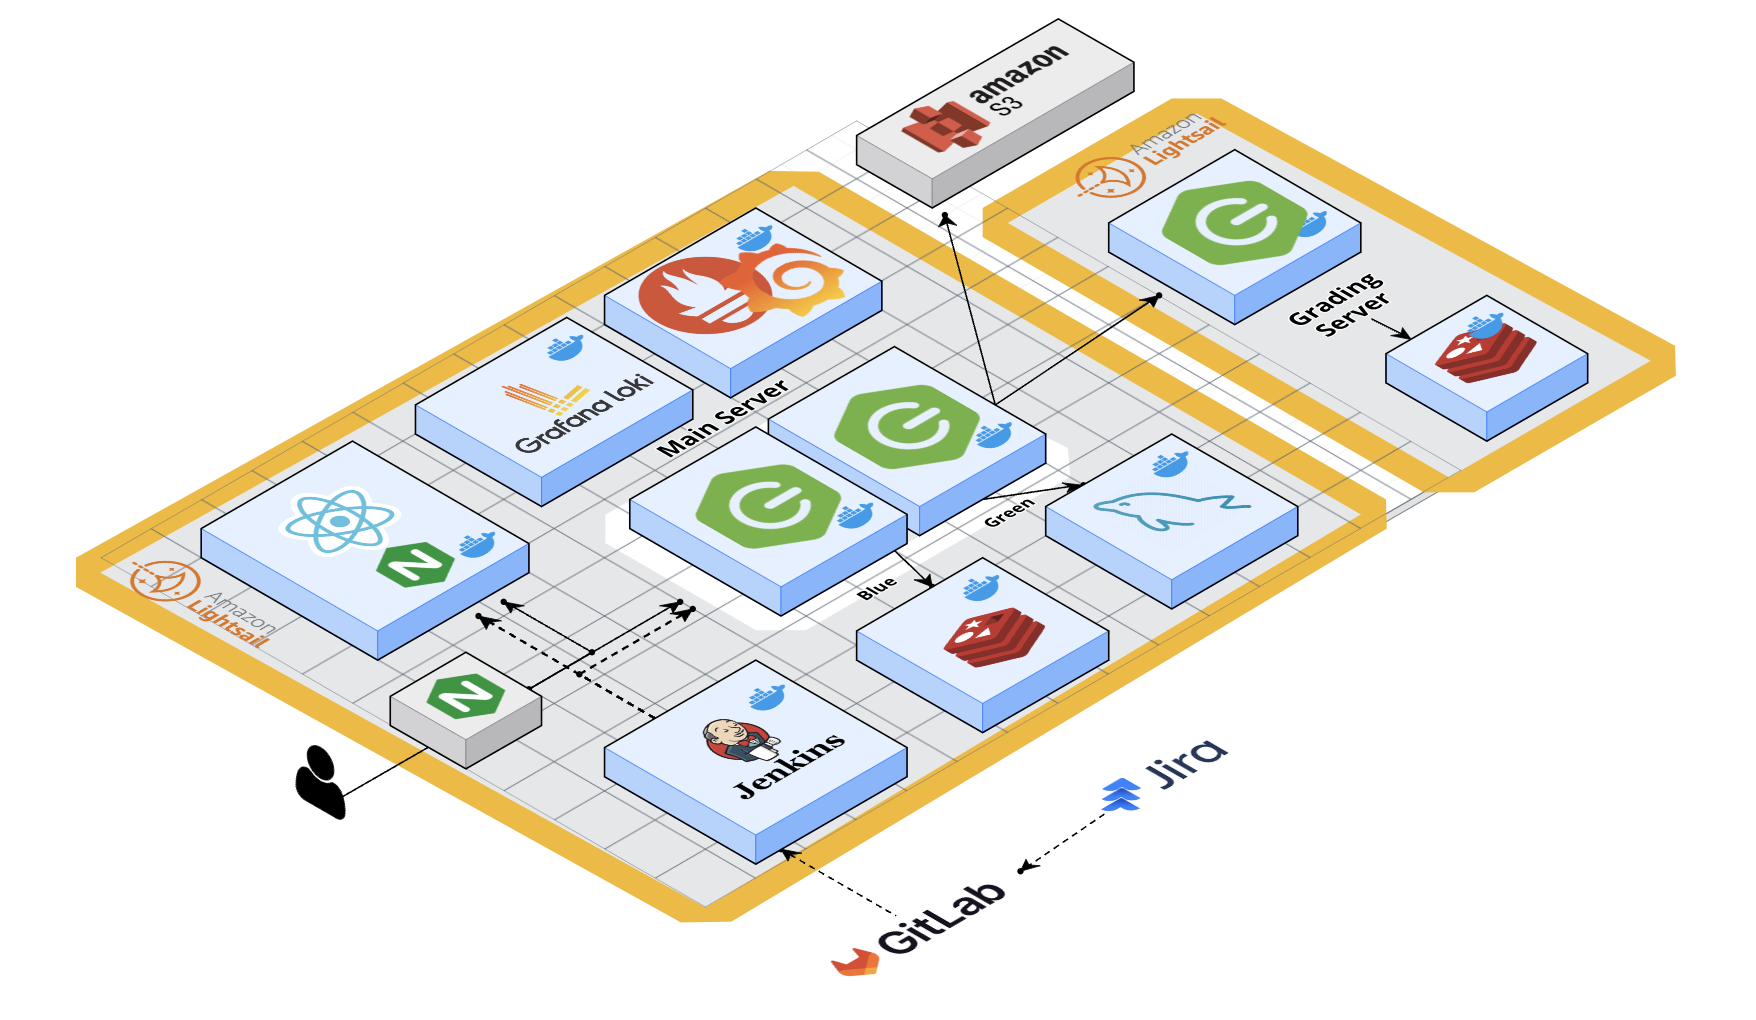 amazon
S3
Amazon
Lightsail
Grading
Server
Grafana loki
Main Server
Green
Blue
Amazon
Lightsail
Jenkins
Jira
GitLab